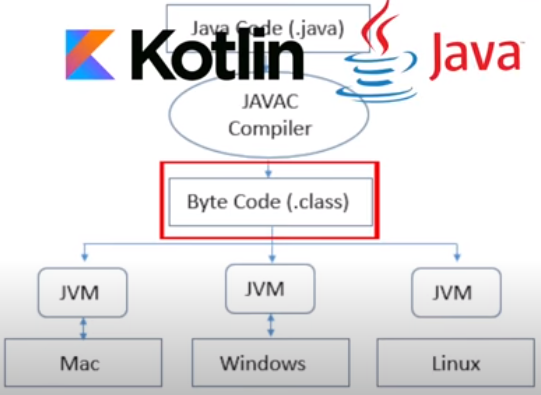 Java Code (.java)
Kotlin
Java
JAVAC
Compiler
Byte Code (.class)
JVM
JVM
JVM
Mac
Windows
Linux